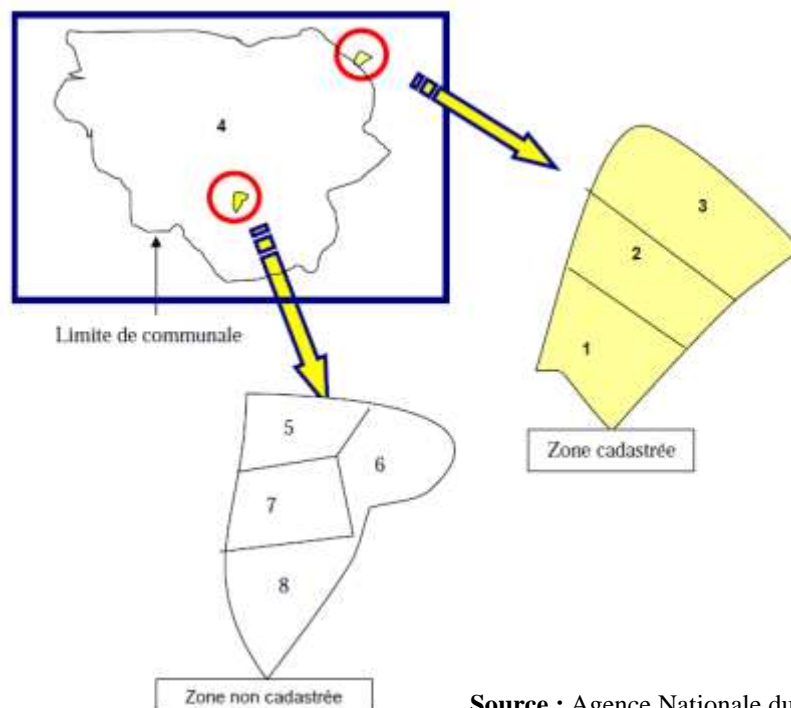 4
3
2
Limite de communale
1
5
Zone cadastrée
6
7
8
Zone non cadastrée
Source : Agence Nationale du